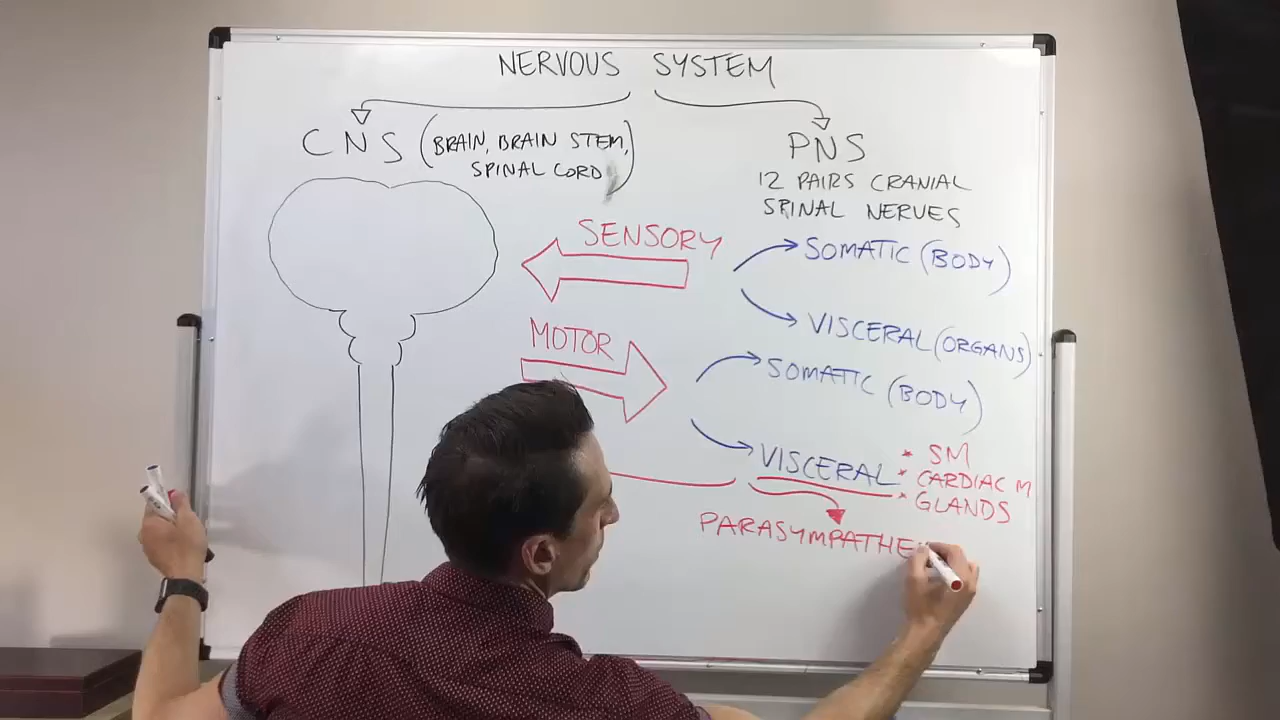 NERVOUS SYSTEM
CNS (BRAIN, BRAIN STEM,
SPINAL CORD)
PNS
12 PAIRS CRANIAL
SPINAL NERVES
SENSORY
SOMATIC (BODY)
VISCERAL (ORGANS)
MOTOR
SOMATIC (BODY)
VISCERAL
* SM
* CARDIAC M
* GLANDS
PARASYMPATHE